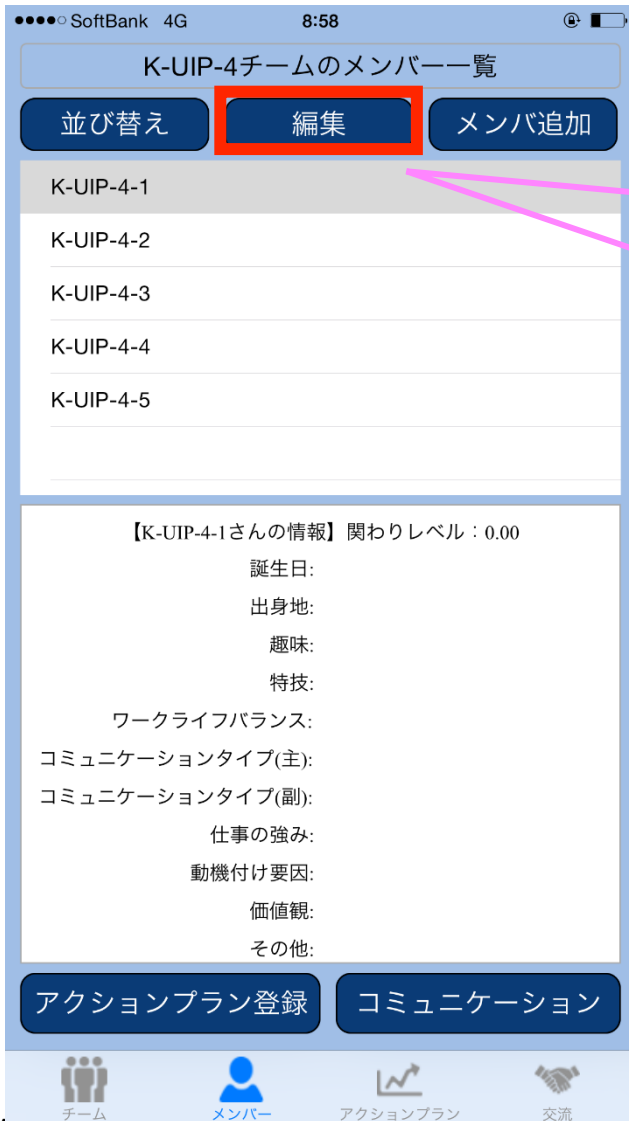 SoftBank 4G 8:58
K-UIP-4チームのメンバー一覧
並び替え 編集 メンバ追加
K-UIP-4-1
K-UIP-4-2
K-UIP-4-3
K-UIP-4-4
K-UIP-4-5
【K-UIP-4-1さんの情報】関わりレベル：0.00
誕生日:
出身地:
趣味:
特技:
ワークライフバランス:
コミュニケーションタイプ(主):
コミュニケーションタイプ(副):
仕事の強み:
動機付け要因:
価値観:
その他:
アクションプラン登録 コミュニケーション
チーム メンバー アクションプラン 交流